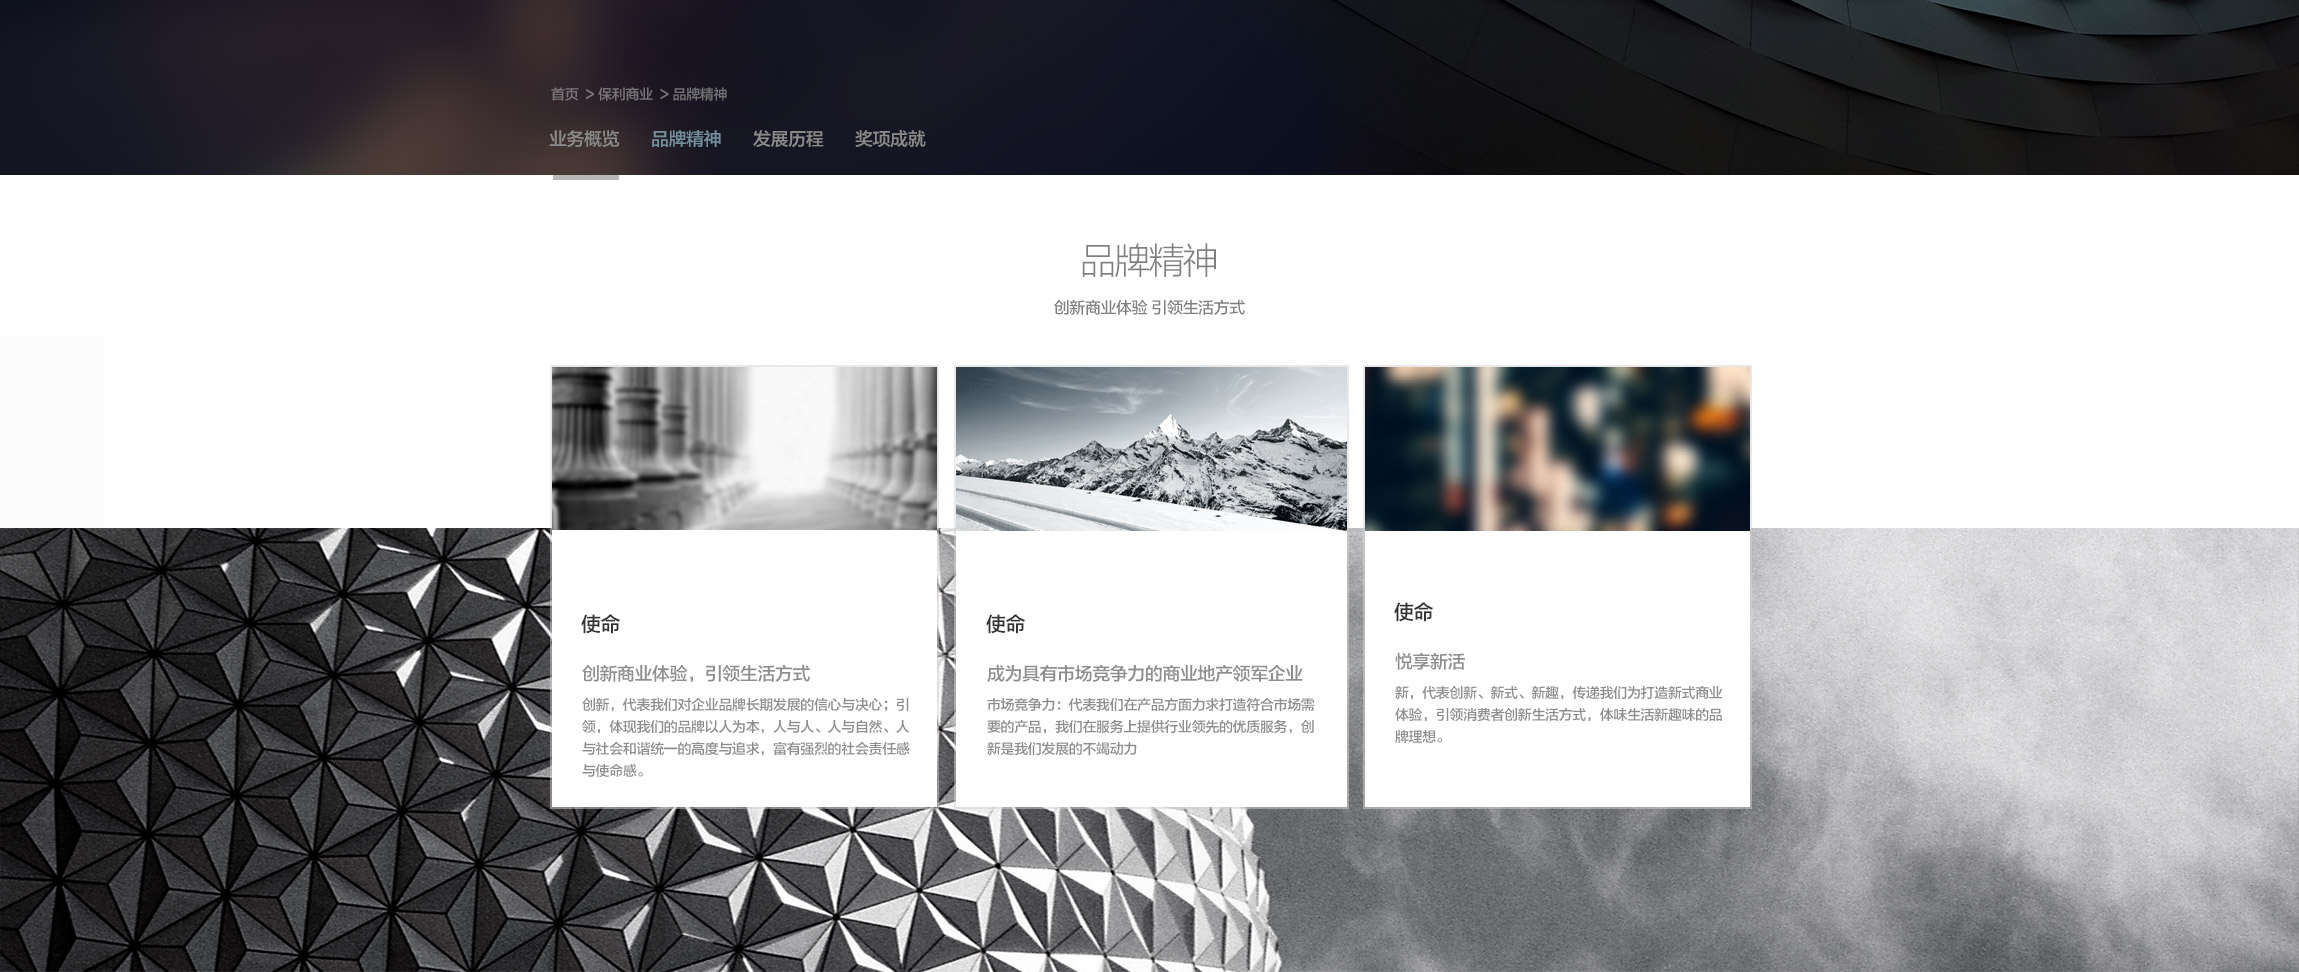 首页 > 保利商业 > 品牌精神
业务概览 品牌精神 发展历程 奖项成就
品牌精神
创新商业体验 引领生活方式
使命
创新商业体验，引领生活方式
创新，代表我们对企业品牌长期发展的信心与决心；引
领，体现我们的品牌以人为本，人与人、人与自然、人
与社会和谐统一的高度与追求，富有强烈的社会责任感
与使命感。
使命
成为具有市场竞争力的商业地产领军企业
市场竞争力：代表我们在产品方面力求打造符合市场需
要的产品，我们在服务上提供行业领先的优质服务，创
新是我们发展的不竭动力
使命
悦享新活
新，代表创新、新式、新趣，传递我们为打造新式商业
体验，引领消费者创新生活方式，体味生活新趣味的品
牌理想。